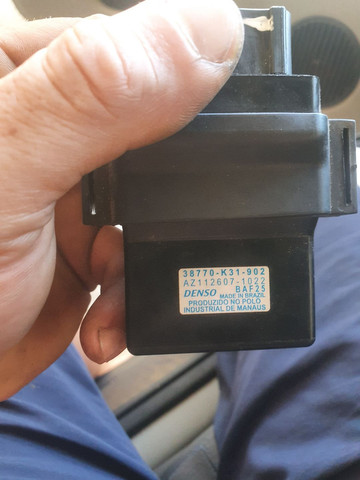 38770-K31-902
AZ112607-1022
DENSO BAF25
MADE IN BRAZIL
PRODUZIDO NO POLO
INDUSTRIAL DE MANAUS